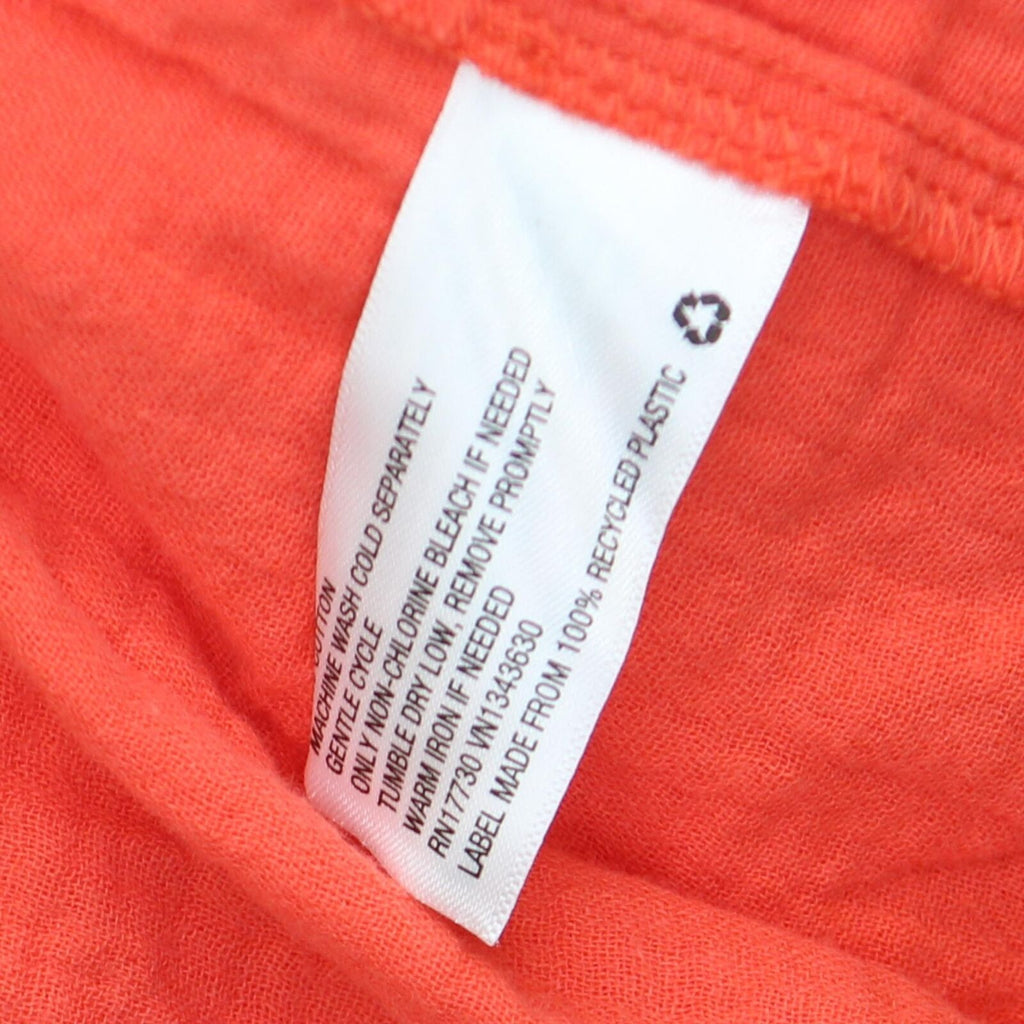 COTTON
MACHINE WASH COLD SEPARATELY
GENTLE CYCLE
ONLY NON-CHLORINE BLEACH IF NEEDED
TUMBLE DRY LOW, REMOVE PROMPTLY
WARM IRON IF NEEDED
RN17730 VN1343630
LABEL MADE FROM 100% RECYCLED PLASTIC